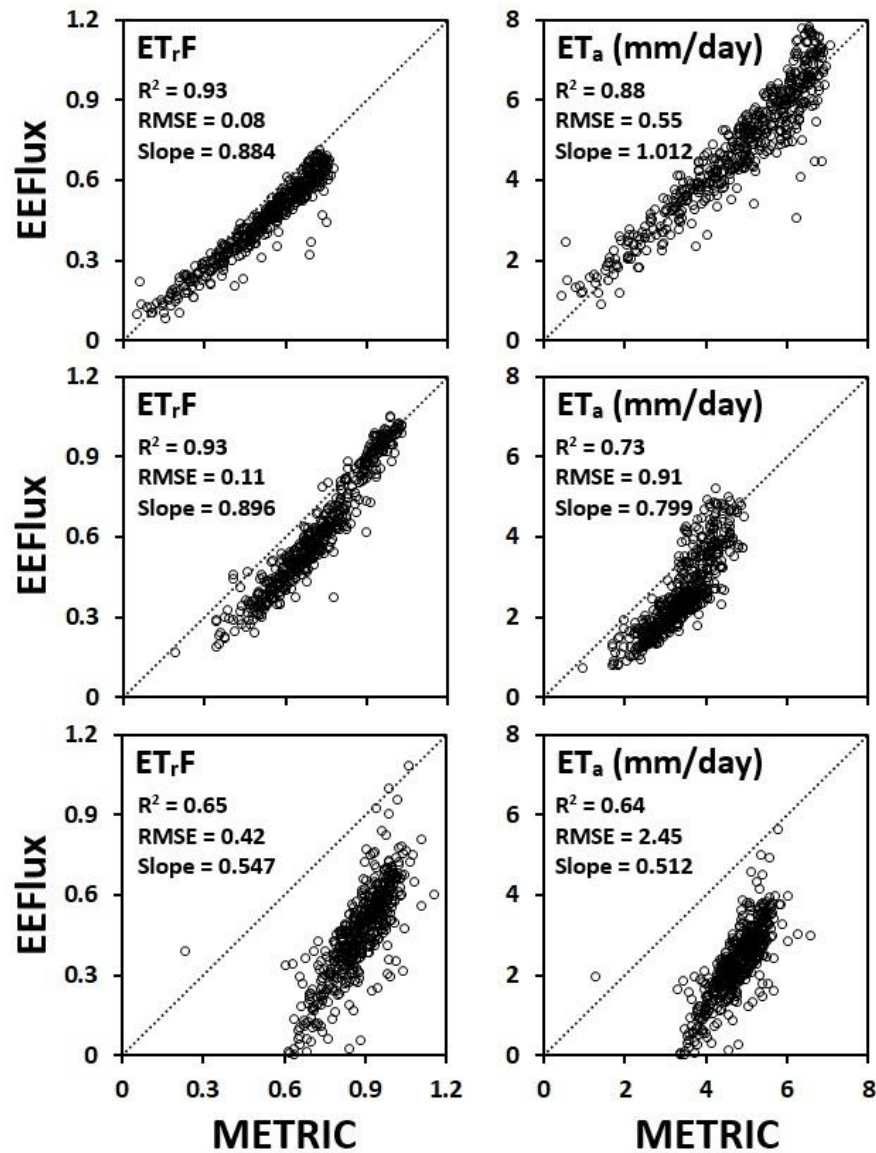 1.2
ETrF
R² = 0.93
RMSE = 0.08
Slope = 0.884
0.9
0.6
0.3
0
EEFlux
8
ETa (mm/day)
R² = 0.88
RMSE = 0.55
Slope = 1.012
6
4
2
0
1.2
ETrF
R² = 0.93
RMSE = 0.11
Slope = 0.896
0.9
0.6
0.3
0
EEFlux
8
ETa (mm/day)
R² = 0.73
RMSE = 0.91
Slope = 0.799
6
4
2
0
1.2
ETrF
R² = 0.65
RMSE = 0.42
Slope = 0.547
0.9
0.6
0.3
0
EEFlux
0 0.3 0.6 0.9 1.2
METRIC
8
ETa (mm/day)
R² = 0.64
RMSE = 2.45
Slope = 0.512
6
4
2
0
0 2 4 6 8
METRIC